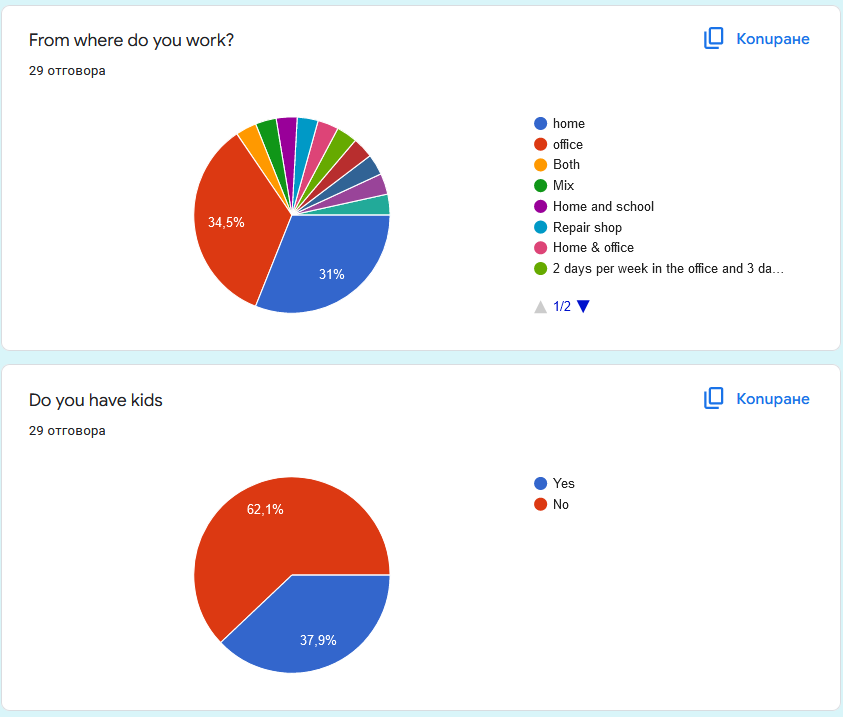 From where do you work?
Копиране
29 отговора
34,5%
31%
home
office
Both
Mix
Home and school
Repair shop
Home & office
2 days per week in the office and 3 da…
1/2
Do you have kids
Копиране
29 отговора
62,1%
37,9%
Yes
No